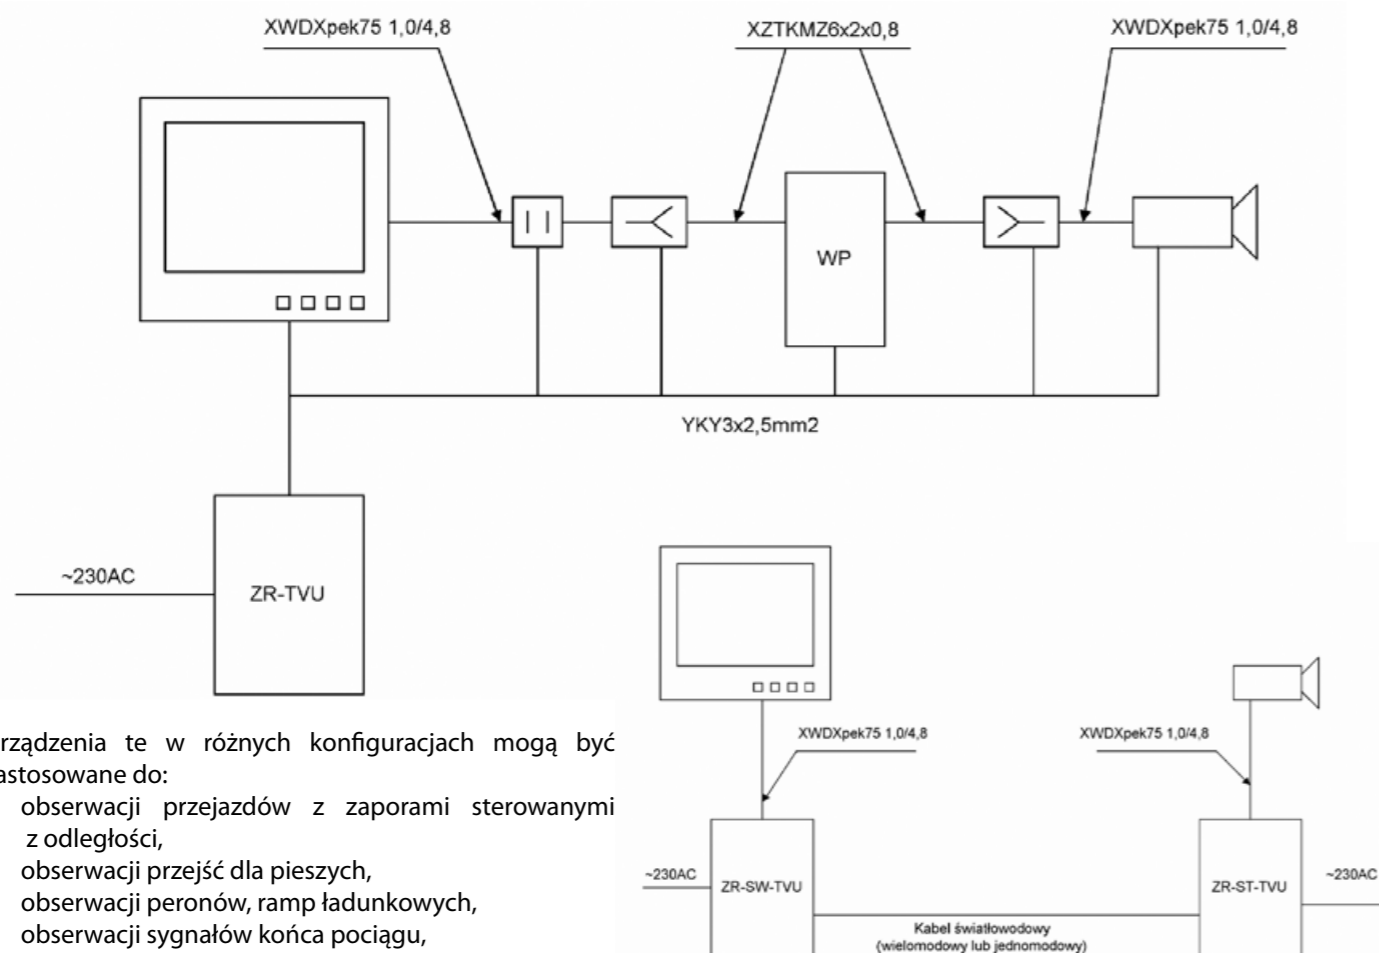 XWDXpek75 1,0/4,8
XZTKMZ6x2x0,8
XWDXpek75 1,0/4,8
WP
YKY3x2,5mm2
~230AC
ZR-TVU
rządzenia te w różnych konfiguracjach mogą być
astosowane do:
obserwacji przejazdów z zaporami sterowanymi
z odległości,
obserwacji przejść dla pieszych,
obserwacji peronów, ramp ładunkowych,
obserwacji sygnałów końca pociągu,
XWDXpek75 1,0/4,8
XWDXpek75 1,0/4,8
~230AC
ZR-SW-TVU
ZR-ST-TVU
~230AC
Kabel światłowodowy
(wielomodowy lub jednomodowy)